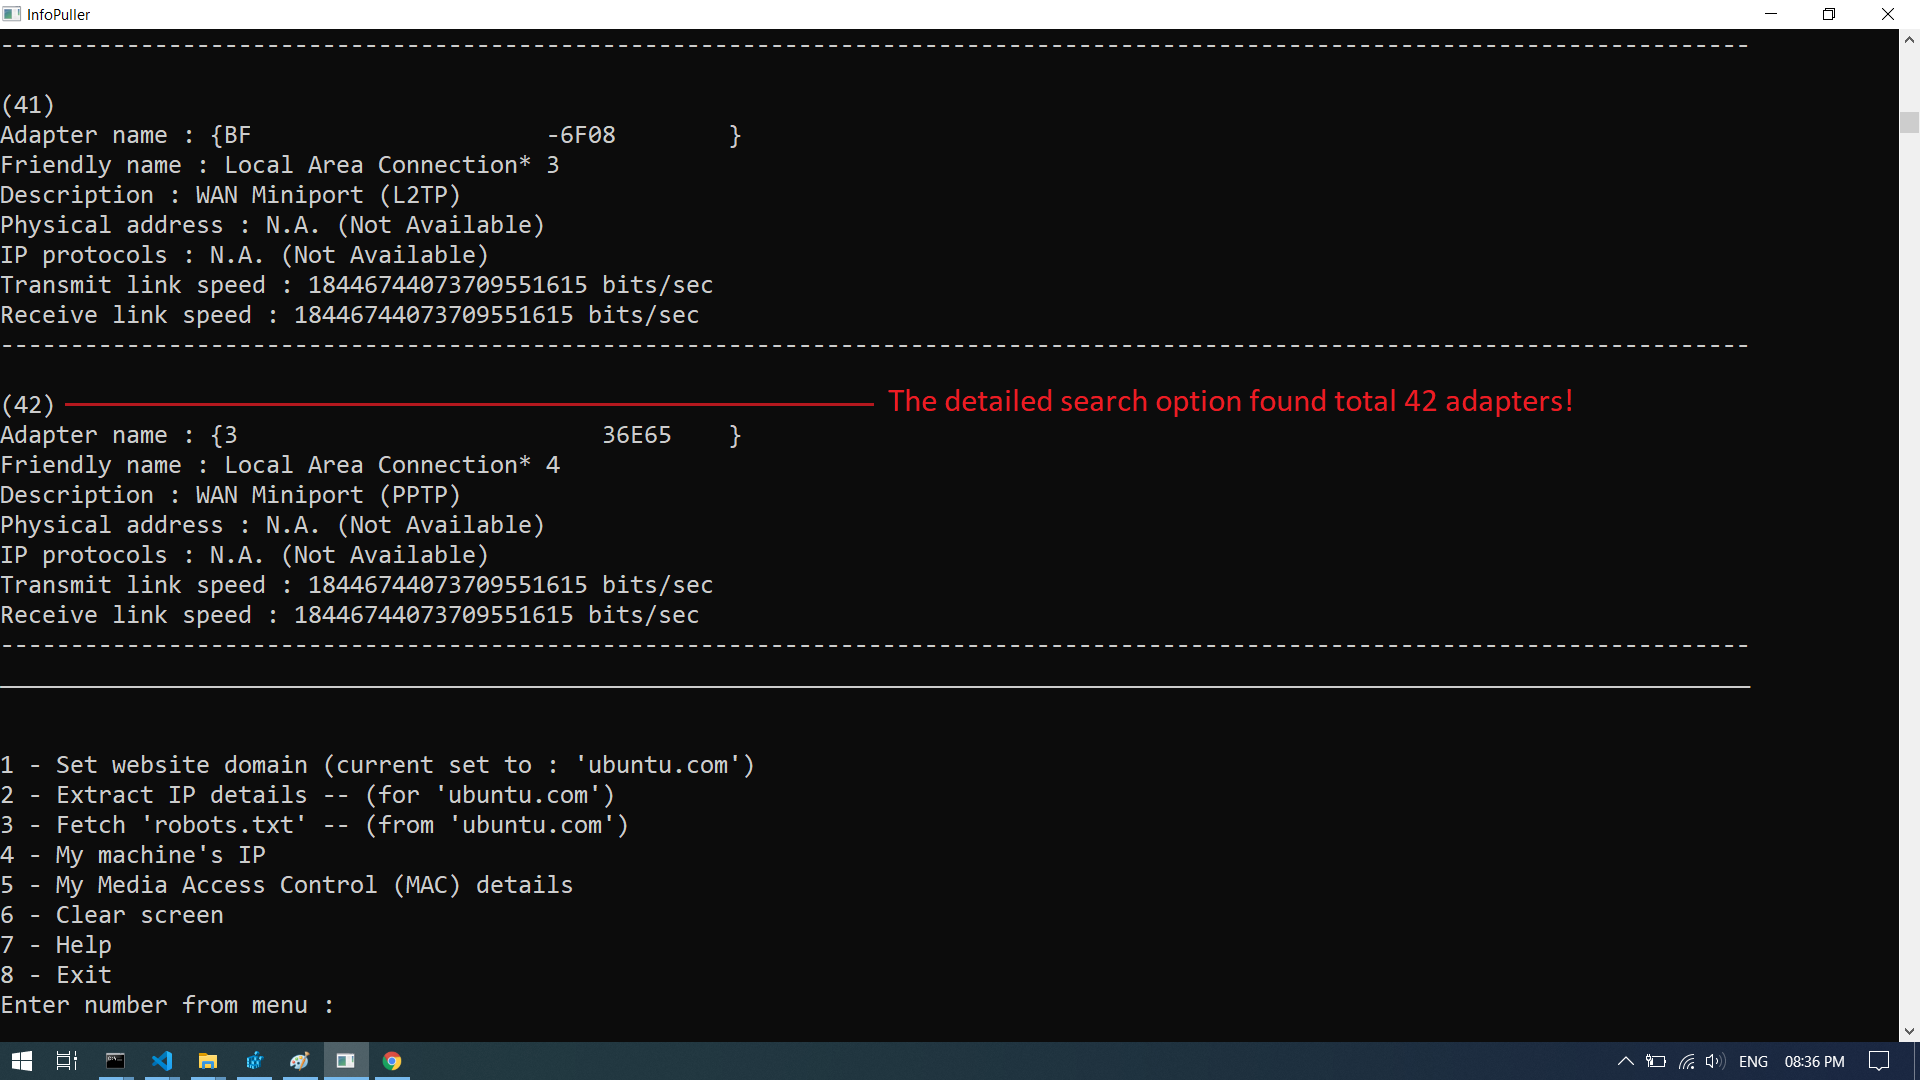 InfoPuller
-----------------------------------------------------------------------------------------------------------------------------
(41)
Adapter name : {BF                     -6F08        }
Friendly name : Local Area Connection* 3
Description : WAN Miniport (L2TP)
Physical address : N.A. (Not Available)
IP protocols : N.A. (Not Available)
Transmit link speed : 18446744073709551615 bits/sec
Receive link speed : 18446744073709551615 bits/sec
-----------------------------------------------------------------------------------------------------------------------------
(42) The detailed search option found total 42 adapters!
Adapter name : {3                          36E65    }
Friendly name : Local Area Connection* 4
Description : WAN Miniport (PPTP)
Physical address : N.A. (Not Available)
IP protocols : N.A. (Not Available)
Transmit link speed : 18446744073709551615 bits/sec
Receive link speed : 18446744073709551615 bits/sec
-----------------------------------------------------------------------------------------------------------------------------
1 - Set website domain (current set to : 'ubuntu.com')
2 - Extract IP details -- (for 'ubuntu.com')
3 - Fetch 'robots.txt' -- (from 'ubuntu.com')
4 - My machine's IP
5 - My Media Access Control (MAC) details
6 - Clear screen
7 - Help
8 - Exit
Enter number from menu :
ENG 08:36 PM